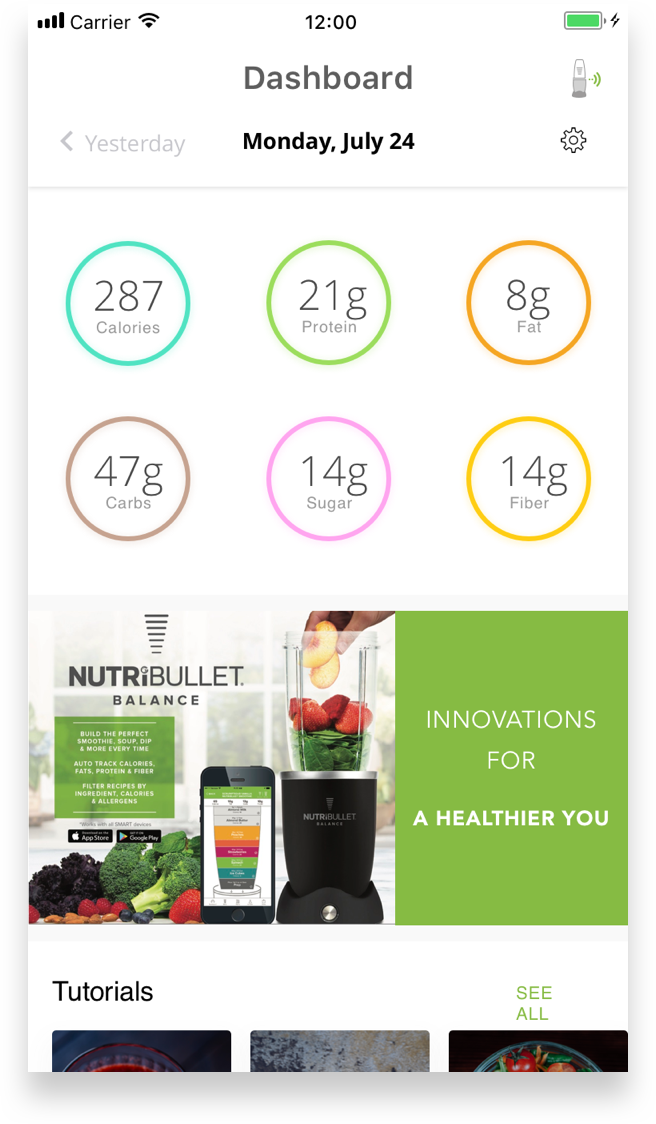 Carrier 12:00
Dashboard
Yesterday Monday, July 24
287 21g 8g
Calories Protein Fat
47g 14g 14g
Carbs Sugar Fiber
NUTRiBULLET.
BALANCE
BUILD THE PERFECT
SMOOTHIE, SOUP, DIP
& MORE EVERY TIME
AUTO TRACK CALORIES,
FATS, PROTEIN & FIBER
FILTER RECIPES BY
INGREDIENT, CALORIES
& ALLERGENS
*Works with all SMART devices
App Store
Google Play
NUTRiBULLET
BALANCE
INNOVATIONS
FOR
A HEALTHIER YOU
Tutorials
SEE
ALL